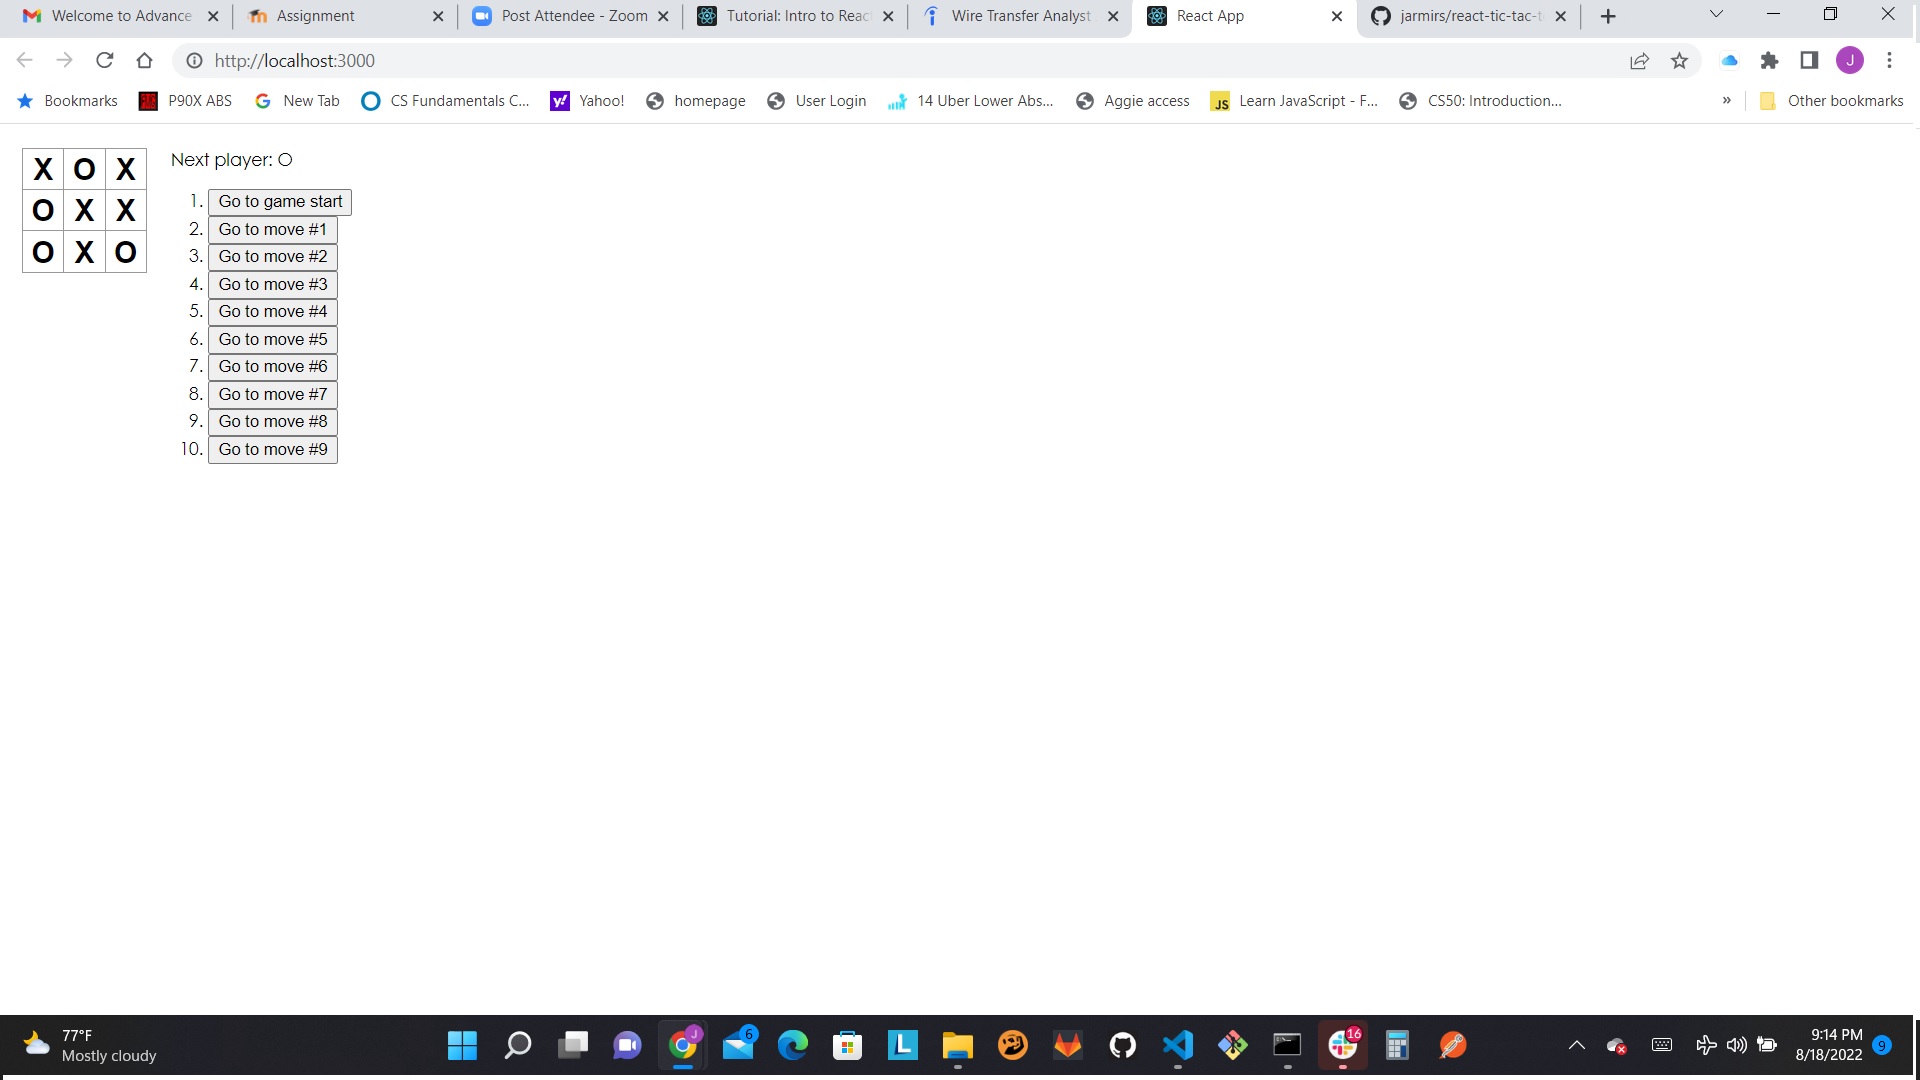 Welcome to Advance
Assignment
Post Attendee - Zoom
Tutorial: Intro to Reac
Wire Transfer Analyst
React App
jarmirs/react-tic-tac-t
http://localhost:3000
J
Bookmarks
P90X ABS
New Tab
CS Fundamentals C...
Yahoo!
homepage
User Login
14 Uber Lower Abs...
Aggie access
JS
Learn JavaScript - F...
CS50: Introduction...
»
Other bookmarks
X O X
O X X
O X O
Next player: O
1. Go to game start
2. Go to move #1
3. Go to move #2
4. Go to move #3
5. Go to move #4
6. Go to move #5
7. Go to move #6
8. Go to move #7
9. Go to move #8
10. Go to move #9
77°F
Mostly cloudy
J
6
L
16
9:14 PM
8/18/2022
9